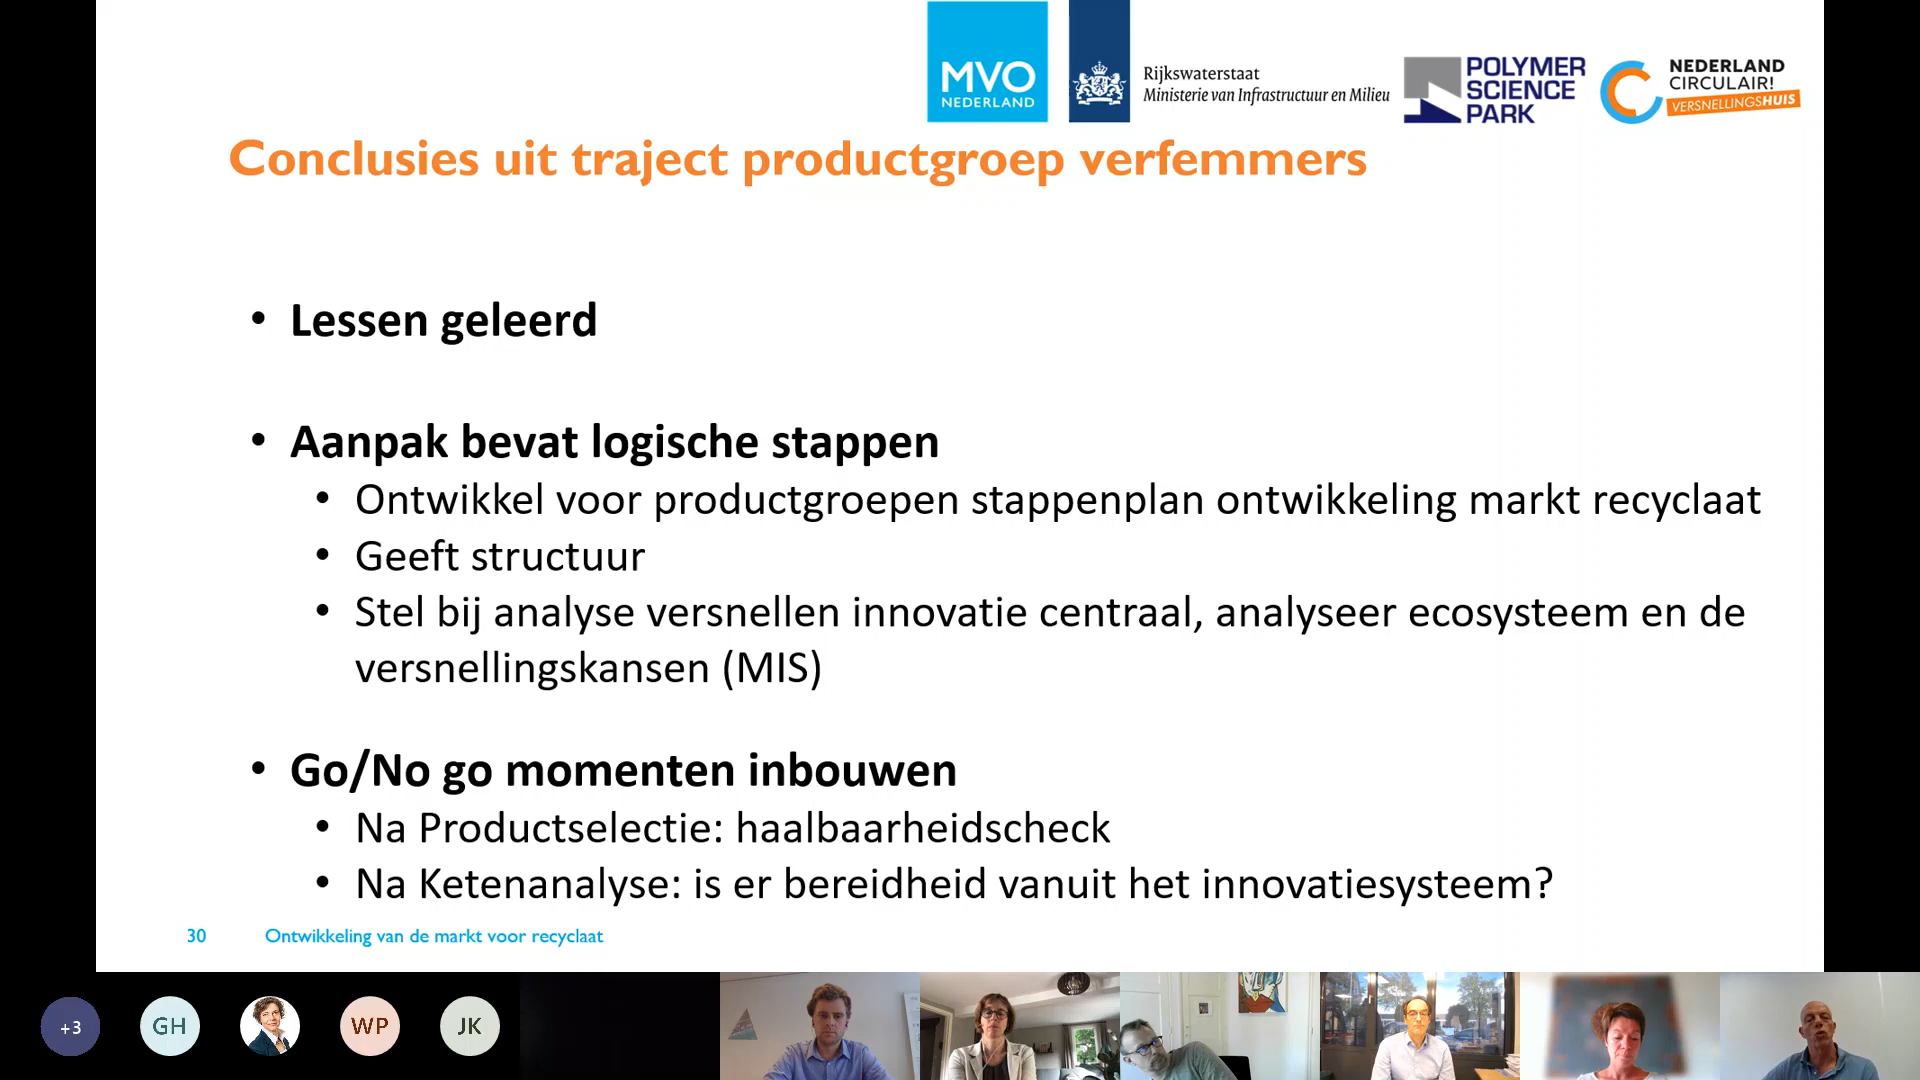 MVO
NEDERLAND
Rijkswaterstaat
Ministerie van Infrastructuur en Milieu
POLYMER
SCIENCE
PARK
NEDERLAND
CIRCULAIR!
VERSNELLINGSHUIS
Conclusies uit traject productgroep verfemmers
• Lessen geleerd
• Aanpak bevat logische stappen
• Ontwikkel voor productgroepen stappenplan ontwikkeling markt recyclaat
• Geeft structuur
• Stel bij analyse versnellen innovatie centraal, analyseer ecosysteem en de
versnellingskansen (MIS)
• Go/No go momenten inbouwen
• Na Productselectie: haalbaarheidscheck
• Na Ketenanalyse: is er bereidheid vanuit het innovatiesysteem?
30 Ontwikkeling van de markt voor recyclaat
+3 GH WP JK